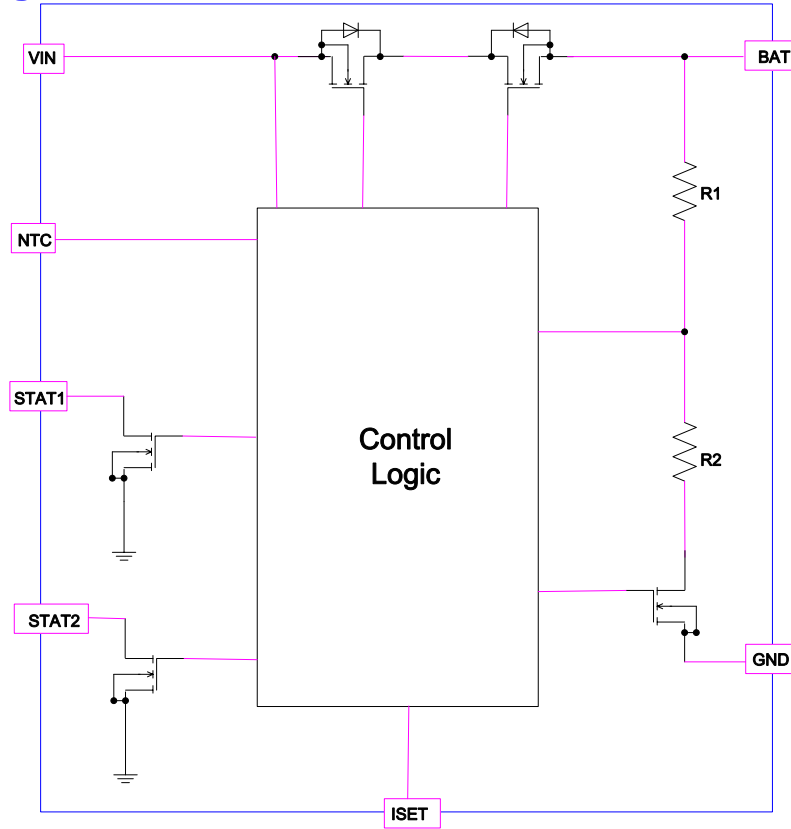 VIN
BAT
R1
NTC
STAT1
Control
Logic
R2
STAT2
GND
ISET